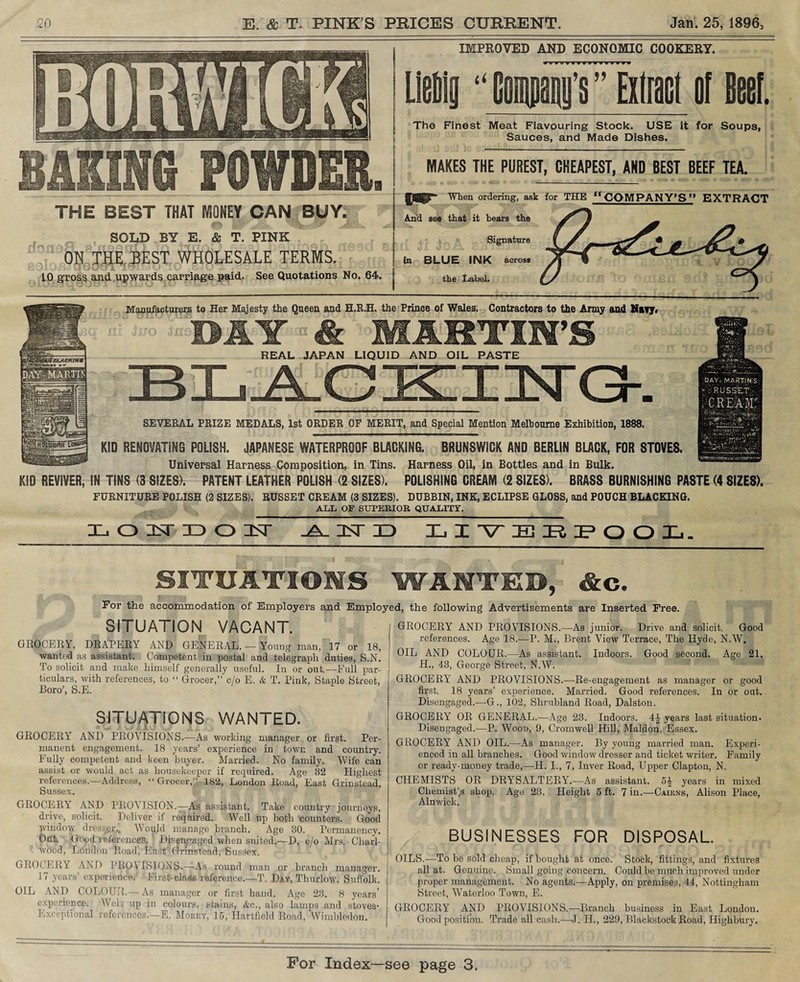 20 E. & T. PINK'S PRICES CURRENT. Jan. 25, 1896,
BORWICK's
BAKING POWDER.
THE BEST THAT MONEY CAN BUY.
SOLD BY E. & T. PINK
ON THE BEST WHOLESALE TERMS.
10 gross and upwards carriage paid. See Quotations No. 64.
IMPROVED AND ECONOMIC COOKERY.
Liebig "Company's" Extract of Beef.
The Finest Meat Flavouring Stock. USE it for Soups,
Sauces, and Made Dishes.
MAKES THE PUREST, CHEAPEST, AND BEST BEEF TEA.
When ordering, ask for THE "COMPANY'S" EXTRACT
And see that it bears the
Signature
in BLUE INK across
the Label.
J. v. Liebig
Manufacturers to Her Majesty the Queen and H.R.H. the Prince of Wales. Contractors to the Army and Navy.
DAY & MARTIN'S
REAL JAPAN LIQUID AND OIL PASTE
BLACKING.
DAY & MARTIN
DAY & MARTIN'S
RUSSET
CREAM
SEVERAL PRIZE MEDALS, 1st ORDER OF MERIT, and Special Mention Melbourne Exhibition, 1888.
KID RENOVATING POLISH. JAPANESE WATERPROOF BLACKING. BRUNSWICK AND BERLIN BLACK, FOR STOVES.
Universal Harness Composition, in Tins. Harness Oil, in Bottles and in Bulk.
KID REVIVER, IN TINS (3 SIZES). PATENT LEATHER POLISH (2 SIZES). POLISHING CREAM (2 SIZES). BRASS BURNISHING PASTE (4 SIZES).
FURNITURE POLISH (2 SIZES). RUSSET CREAM (3 SIZES). DUBBIN, INK, ECLIPSE GLOSS, and POUCH BLACKING.
ALL OF SUPERIOR QUALITY.
LONDON AND LIVERPOOL.
SITUATIONS WANTED, &c.
For the accommodation of Employers and Employed, the following Advertisements are Inserted Free.
SITUATION VACANT.
GROCERY, DRAPERY AND GENERAL.—Young man, 17 or 18,
wanted as assistant. Competent in postal and telegraph duties, S.N.
To solicit and make himself generally useful. In or out.—Full par-
ticulars, with references, to "Grocer," c/o E. & T. Pink, Staple Street,
Boro', S.E.
SITUATIONS WANTED.
GROCERY AND PROVISIONS.—As working manager or first. Per-
manent engagement. 18 years' experience in town and country.
Fully competent and keen buyer. Married. No family. Wife can
assist or would act as housekeeper if required. Age 32 Highest
references.—Address, "Grocer," 182, London Road, East Grinstead,
Sussex.
GROCERY AND PROVISION.—As assistant. Take country journeys,
drive, solicit. Deliver if required. Well up both counters. Good
window dresser. Would manage branch. Age 30. Permanency.
Out. Good references. Disengaged when suited.—D, c/o Mrs. Charl-
wood, London Road, East Grinstead, Sussex.
GROCERY AND PROVISIONS.—As round man or branch manager.
17 years' experience. First-class reference.—T. DAY, Thurlow, Suffolk.
OIL AND COLOUR.—As manager or first hand. Age 23. 8 years'
experience. Well up in colours, stains, &c., also lamps and stoves.
Exceptional references.—E. MOREY, 15, Hartfield Road, Wimbledon.
GROCERY AND PROVISIONS.—As junior. Drive and solicit. Good
references. Age 18.—P. M., Brent View Terrace, The Hyde, N.W.
OIL AND COLOUR.—As assistant. Indoors. Good second. Age 21.
H., 43, George Street, N.W.
GROCERY AND PROVISIONS.—Re-engagement as manager or good
first. 18 years' experience. Married. Good references. In or out.
Disengaged.—G., 102, Shrubland Road, Dalston.
GROCERY OR GENERAL.—Age 23. Indoors. 4½ years last situation.
Disengaged.—P. WOOD, 9, Cromwell Hill, Maldon, Essex.
GROCERY AND OIL.—As manager. By young married man. Experi-
enced in all branches. Good window dresser and ticket writer. Family
or ready-money trade.—H. I., 7, Inver Road, Upper Clapton, N.
CHEMISTS OR DRYSALTERY.—As assistant. 5½ years in mixed
Chemist's shop. Age 23. Height 5 ft. 7 in.—CAIRNS, Alison Place,
Alnwick.
BUSINESSES FOR DISPOSAL.
OILS.—To be sold cheap, if bought at once. Stock, fittings, and fixtures
all at. Genuine. Small going concern. Could be much improved under
proper management. No agents.—Apply, on premises, 44, Nottingham
Street, Waterloo Town, E.
GROCERY AND PROVISIONS.—Branch business in East London.
Good position. Trade all cash.—J. H., 229, Blackstock Road, Highbury.
For Index—see page 3.